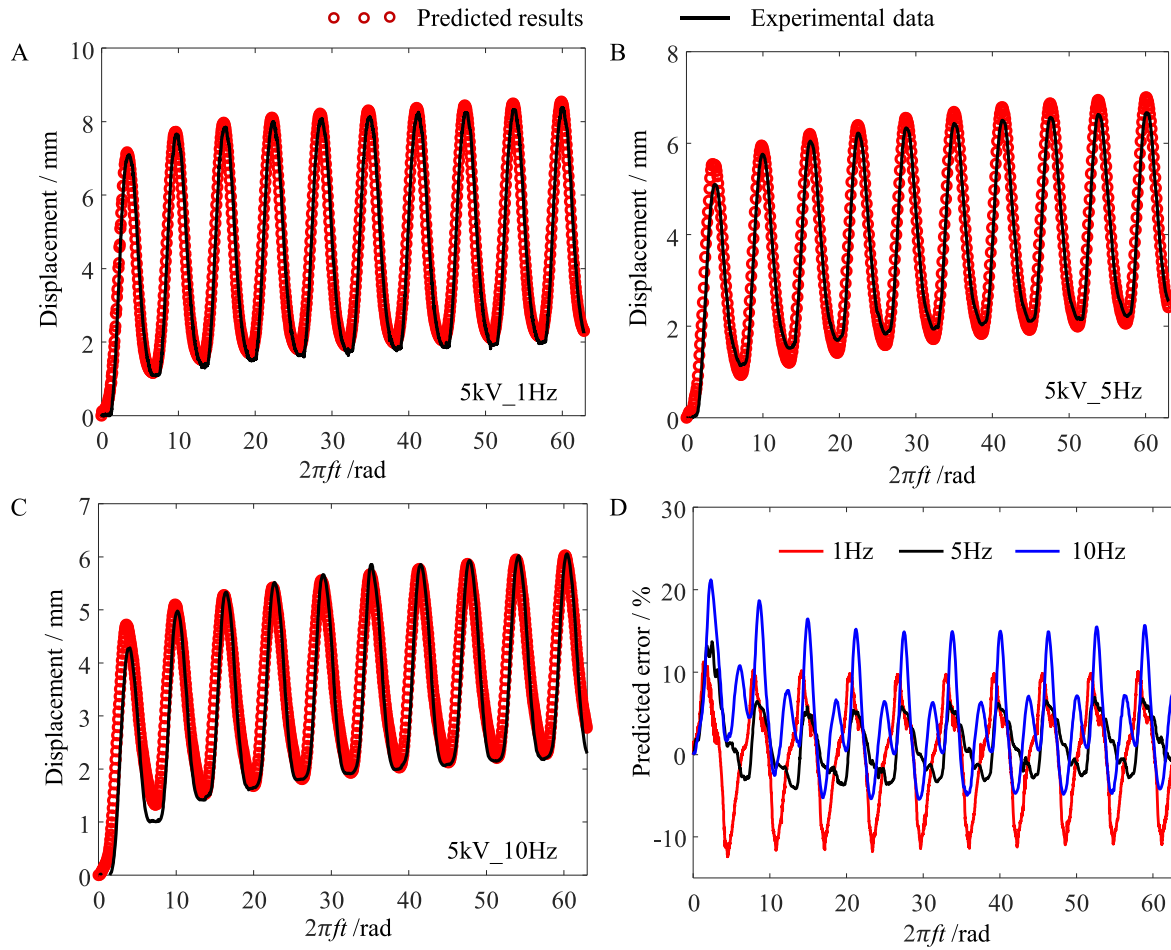 Predicted results Experimental data
A
10
8
6
4
2
0
Displacement / mm
5kV_1Hz
0 10 20 30 40 50 60
2πft /rad
B
8
6
4
2
0
Displacement / mm
5kV_5Hz
0 10 20 30 40 50 60
2πft /rad
C
7
6
5
4
3
2
1
0
Displacement / mm
5kV_10Hz
0 10 20 30 40 50 60
2πft /rad
D
30
20
10
0
-10
Predicted error / %
1Hz 5Hz 10Hz
0 10 20 30 40 50 60
2πft /rad